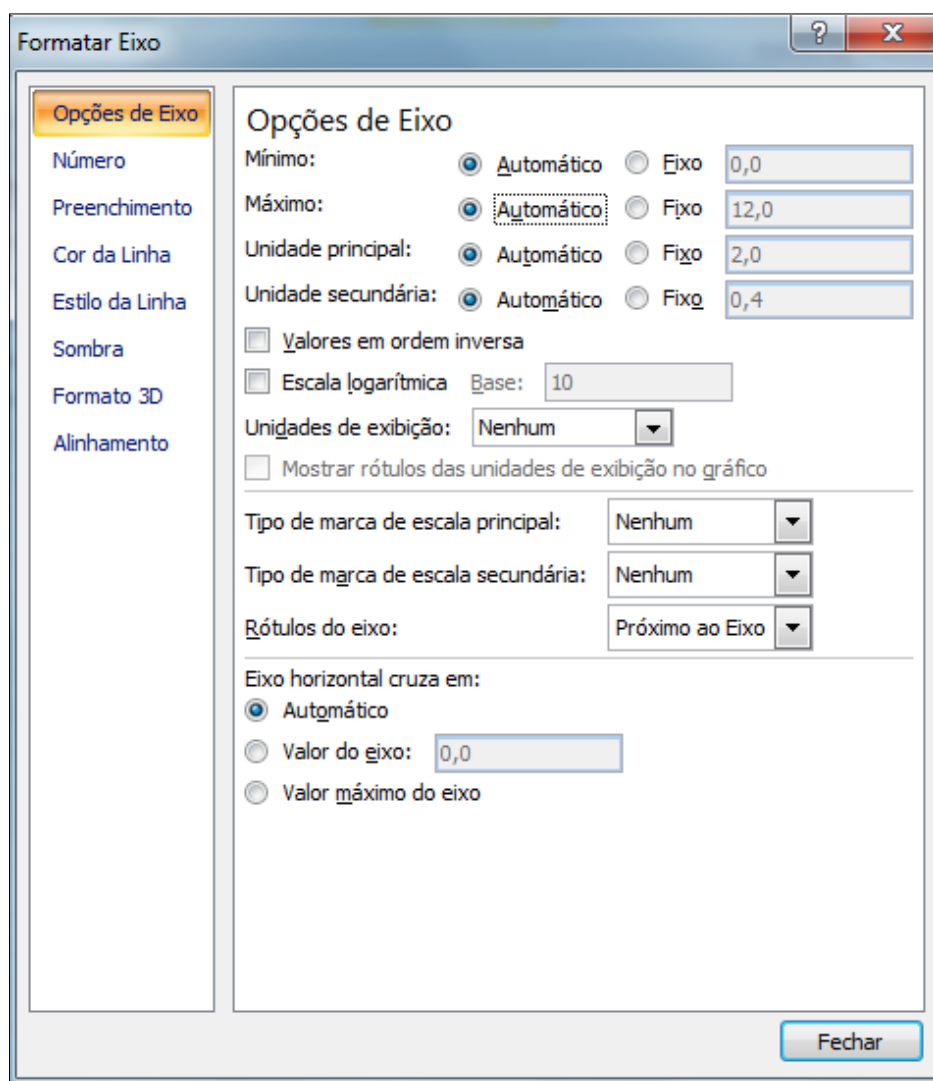 Formatar Eixo
?
X
Opções de Eixo
Número
Preenchimento
Cor da Linha
Estilo da Linha
Sombra
Formato 3D
Alinhamento
Opções de Eixo
Mínimo: Automático Fixo 0,0
Máximo: Automático Fixo 12,0
Unidade principal: Automático Fixo 2,0
Unidade secundária: Automático Fixo 0,4
Valores em ordem inversa
Escala logarítmica Base: 10
Unidades de exibição: Nenhum
Mostrar rótulos das unidades de exibição no gráfico
Tipo de marca de escala principal: Nenhum
Tipo de marca de escala secundária: Nenhum
Rótulos do eixo: Próximo ao Eixo
Eixo horizontal cruza em:
Automático
Valor do eixo: 0,0
Valor máximo do eixo
Fechar